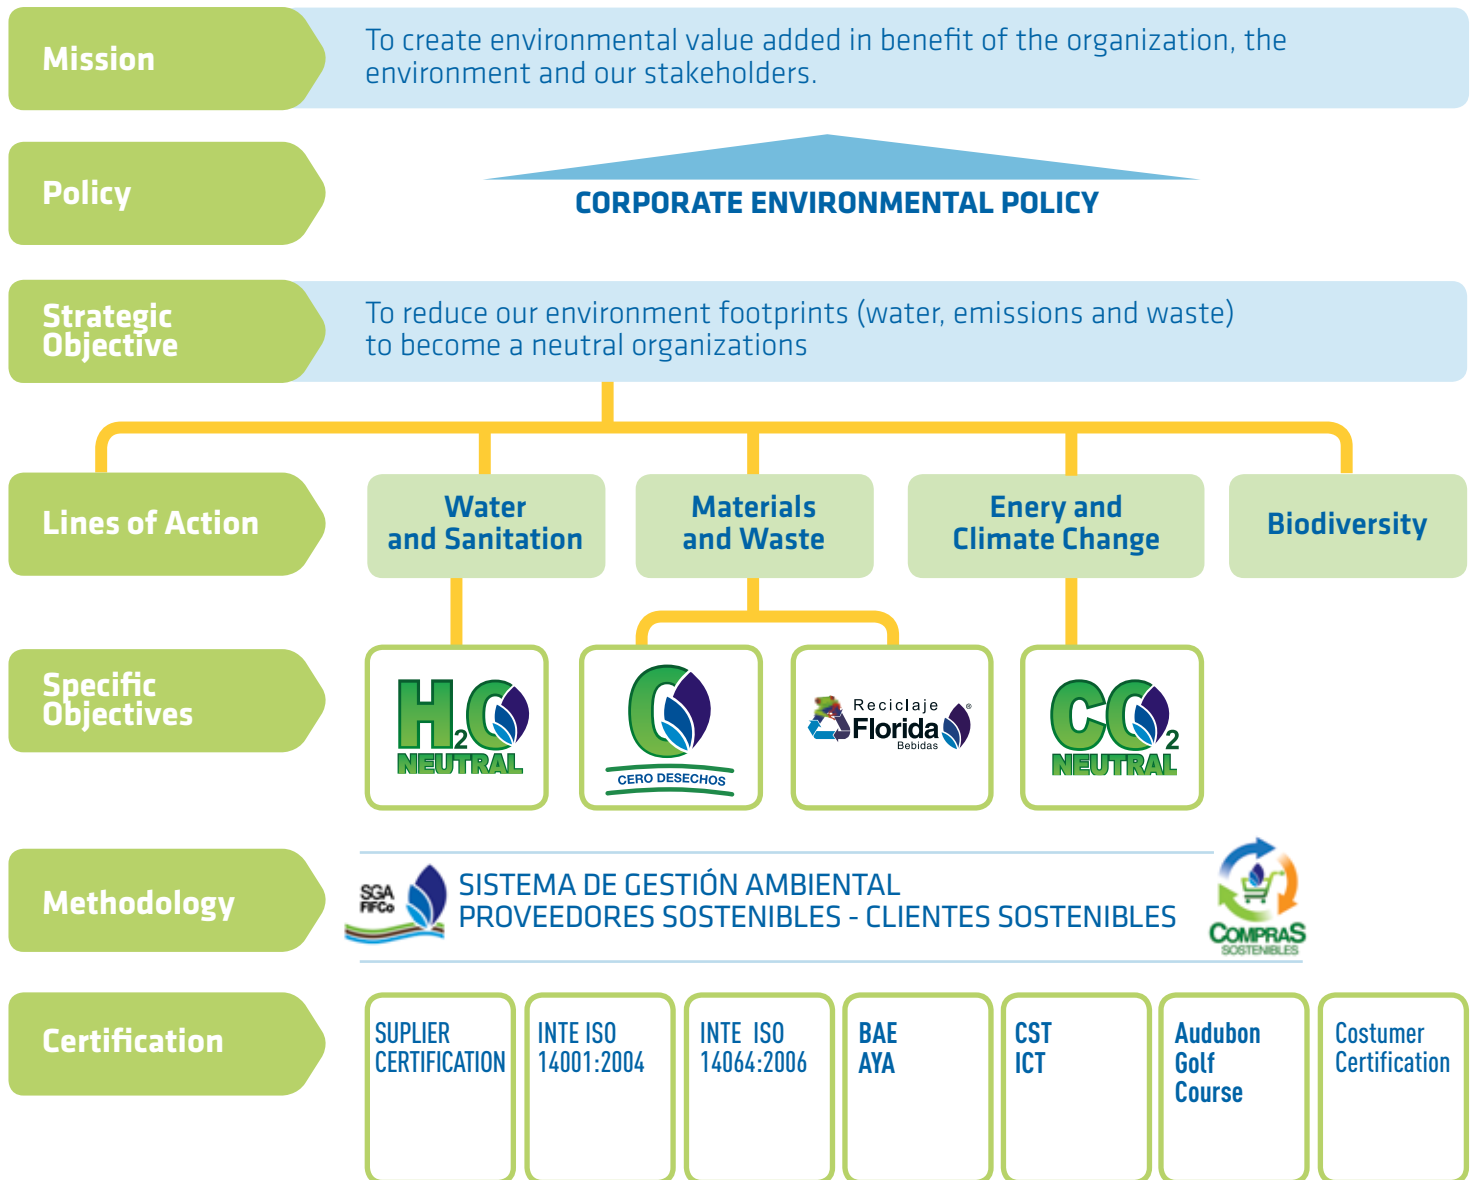 Mission
To create environmental value added in benefit of the organization, the
environment and our stakeholders.
Policy
CORPORATE ENVIRONMENTAL POLICY
Strategic
Objective
To reduce our environment footprints (water, emissions and waste)
to become a neutral organizations
Lines of Action
Water
and Sanitation
Materials
and Waste
Enery and
Climate Change
Biodiversity
Specific
Objectives
H2O
NEUTRAL
0
CERO DESECHOS
Reciclaje
Florida
Bebidas
®
CO2
NEUTRAL
Methodology
SGA
FIFCo
SISTEMA DE GESTIÓN AMBIENTAL
PROVEEDORES SOSTENIBLES - CLIENTES SOSTENIBLES
COMPRAS
SOSTENIBLES
Certification
SUPLIER
CERTIFICATION
INTE ISO
14001:2004
INTE ISO
14064:2006
BAE
AYA
CST
ICT
Audubon
Golf
Course
Costumer
Certification